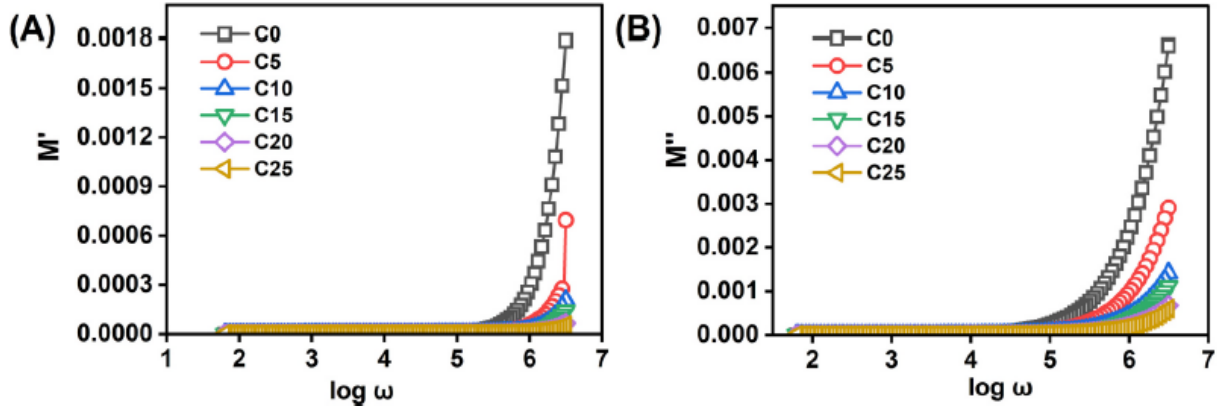 (A)
M'
0.0018
0.0015
0.0012
0.0009
0.0006
0.0003
0.0000
C0
C5
C10
C15
C20
C25
1 2 3 4 5 6 7
log ω
(B)
M''
0.007
0.006
0.005
0.004
0.003
0.002
0.001
0.000
C0
C5
C10
C15
C20
C25
2 3 4 5 6 7
log ω